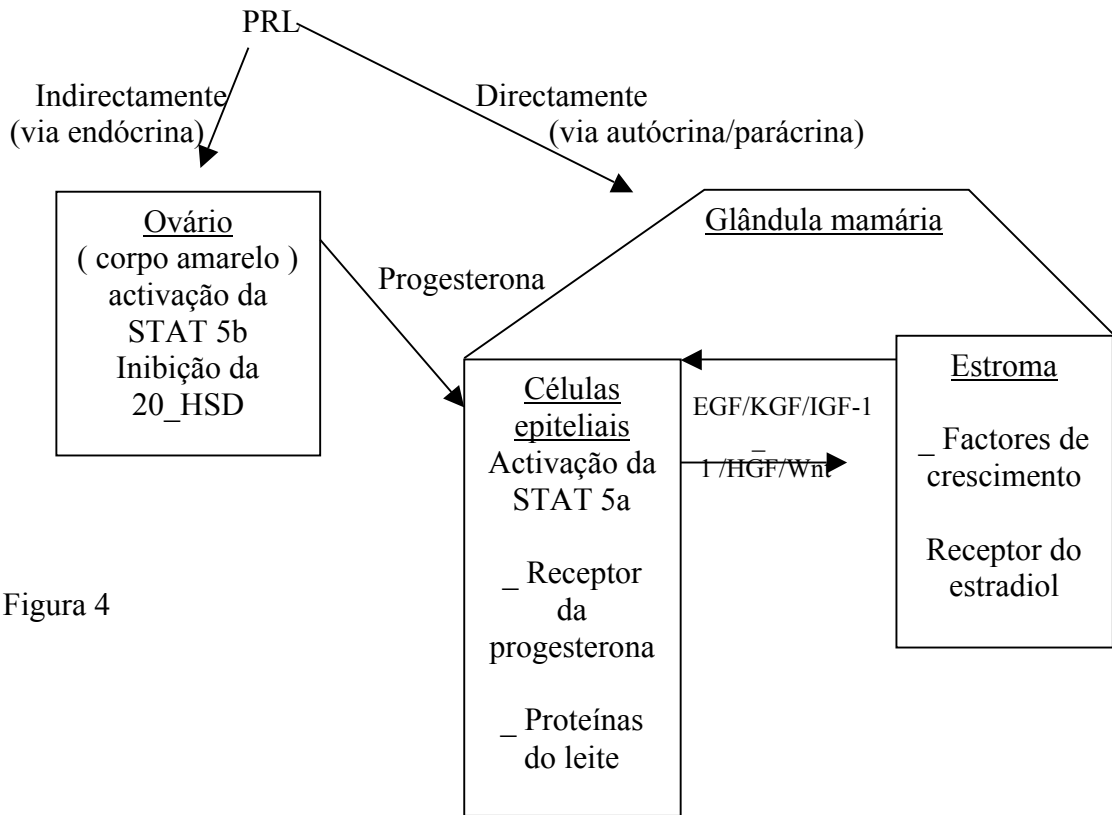 PRL
Indirectamente
(via endócrina)
Directamente
(via autócrina/parácrina)
Ovário
( corpo amarelo )
activação da
STAT 5b
Inibição da
20_HSD
Progesterona
Glândula mamária
Células
epiteliais
Activação da
STAT 5a
_ Receptor
da
progesterona
_ Proteínas
do leite
EGF/KGF/IGF-1
_
1 /HGF/Wnt
Estroma
_ Factores de
crescimento
Receptor do
estradiol
Figura 4